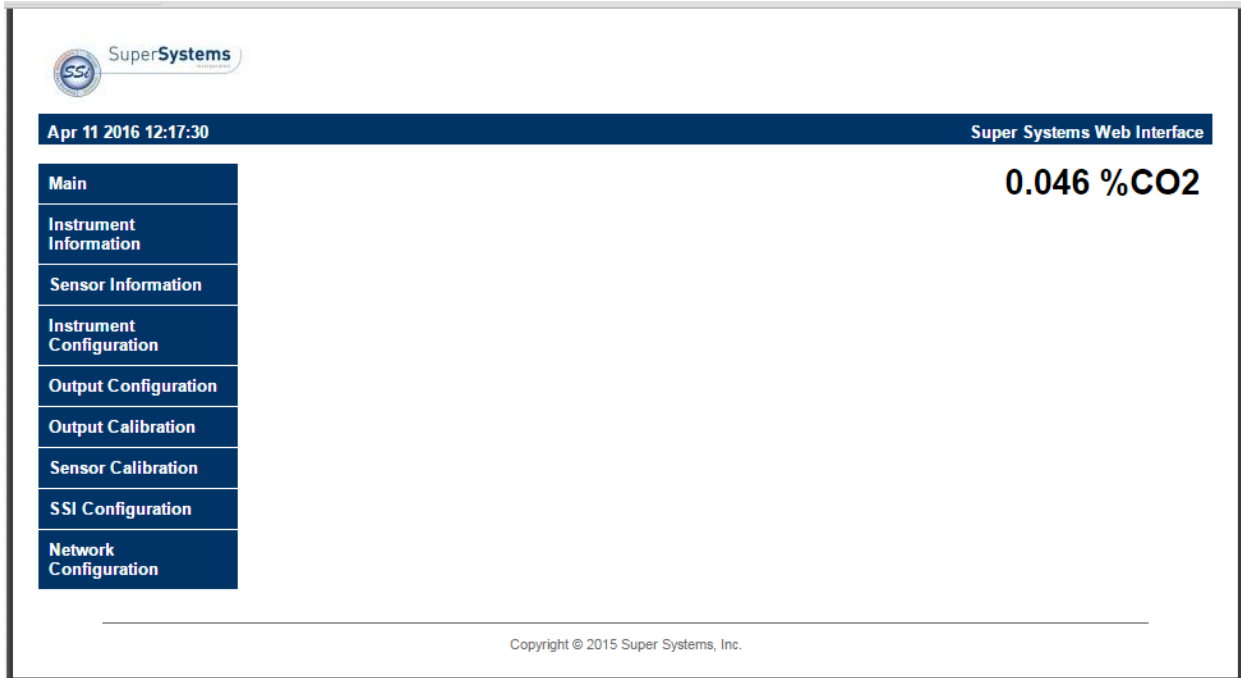 SuperSystems
incorporated
SSi
Apr 11 2016 12:17:30
Super Systems Web Interface
0.046 %CO2
Main
Instrument
Information
Sensor Information
Instrument
Configuration
Output Configuration
Output Calibration
Sensor Calibration
SSI Configuration
Network
Configuration
Copyright © 2015 Super Systems, Inc.